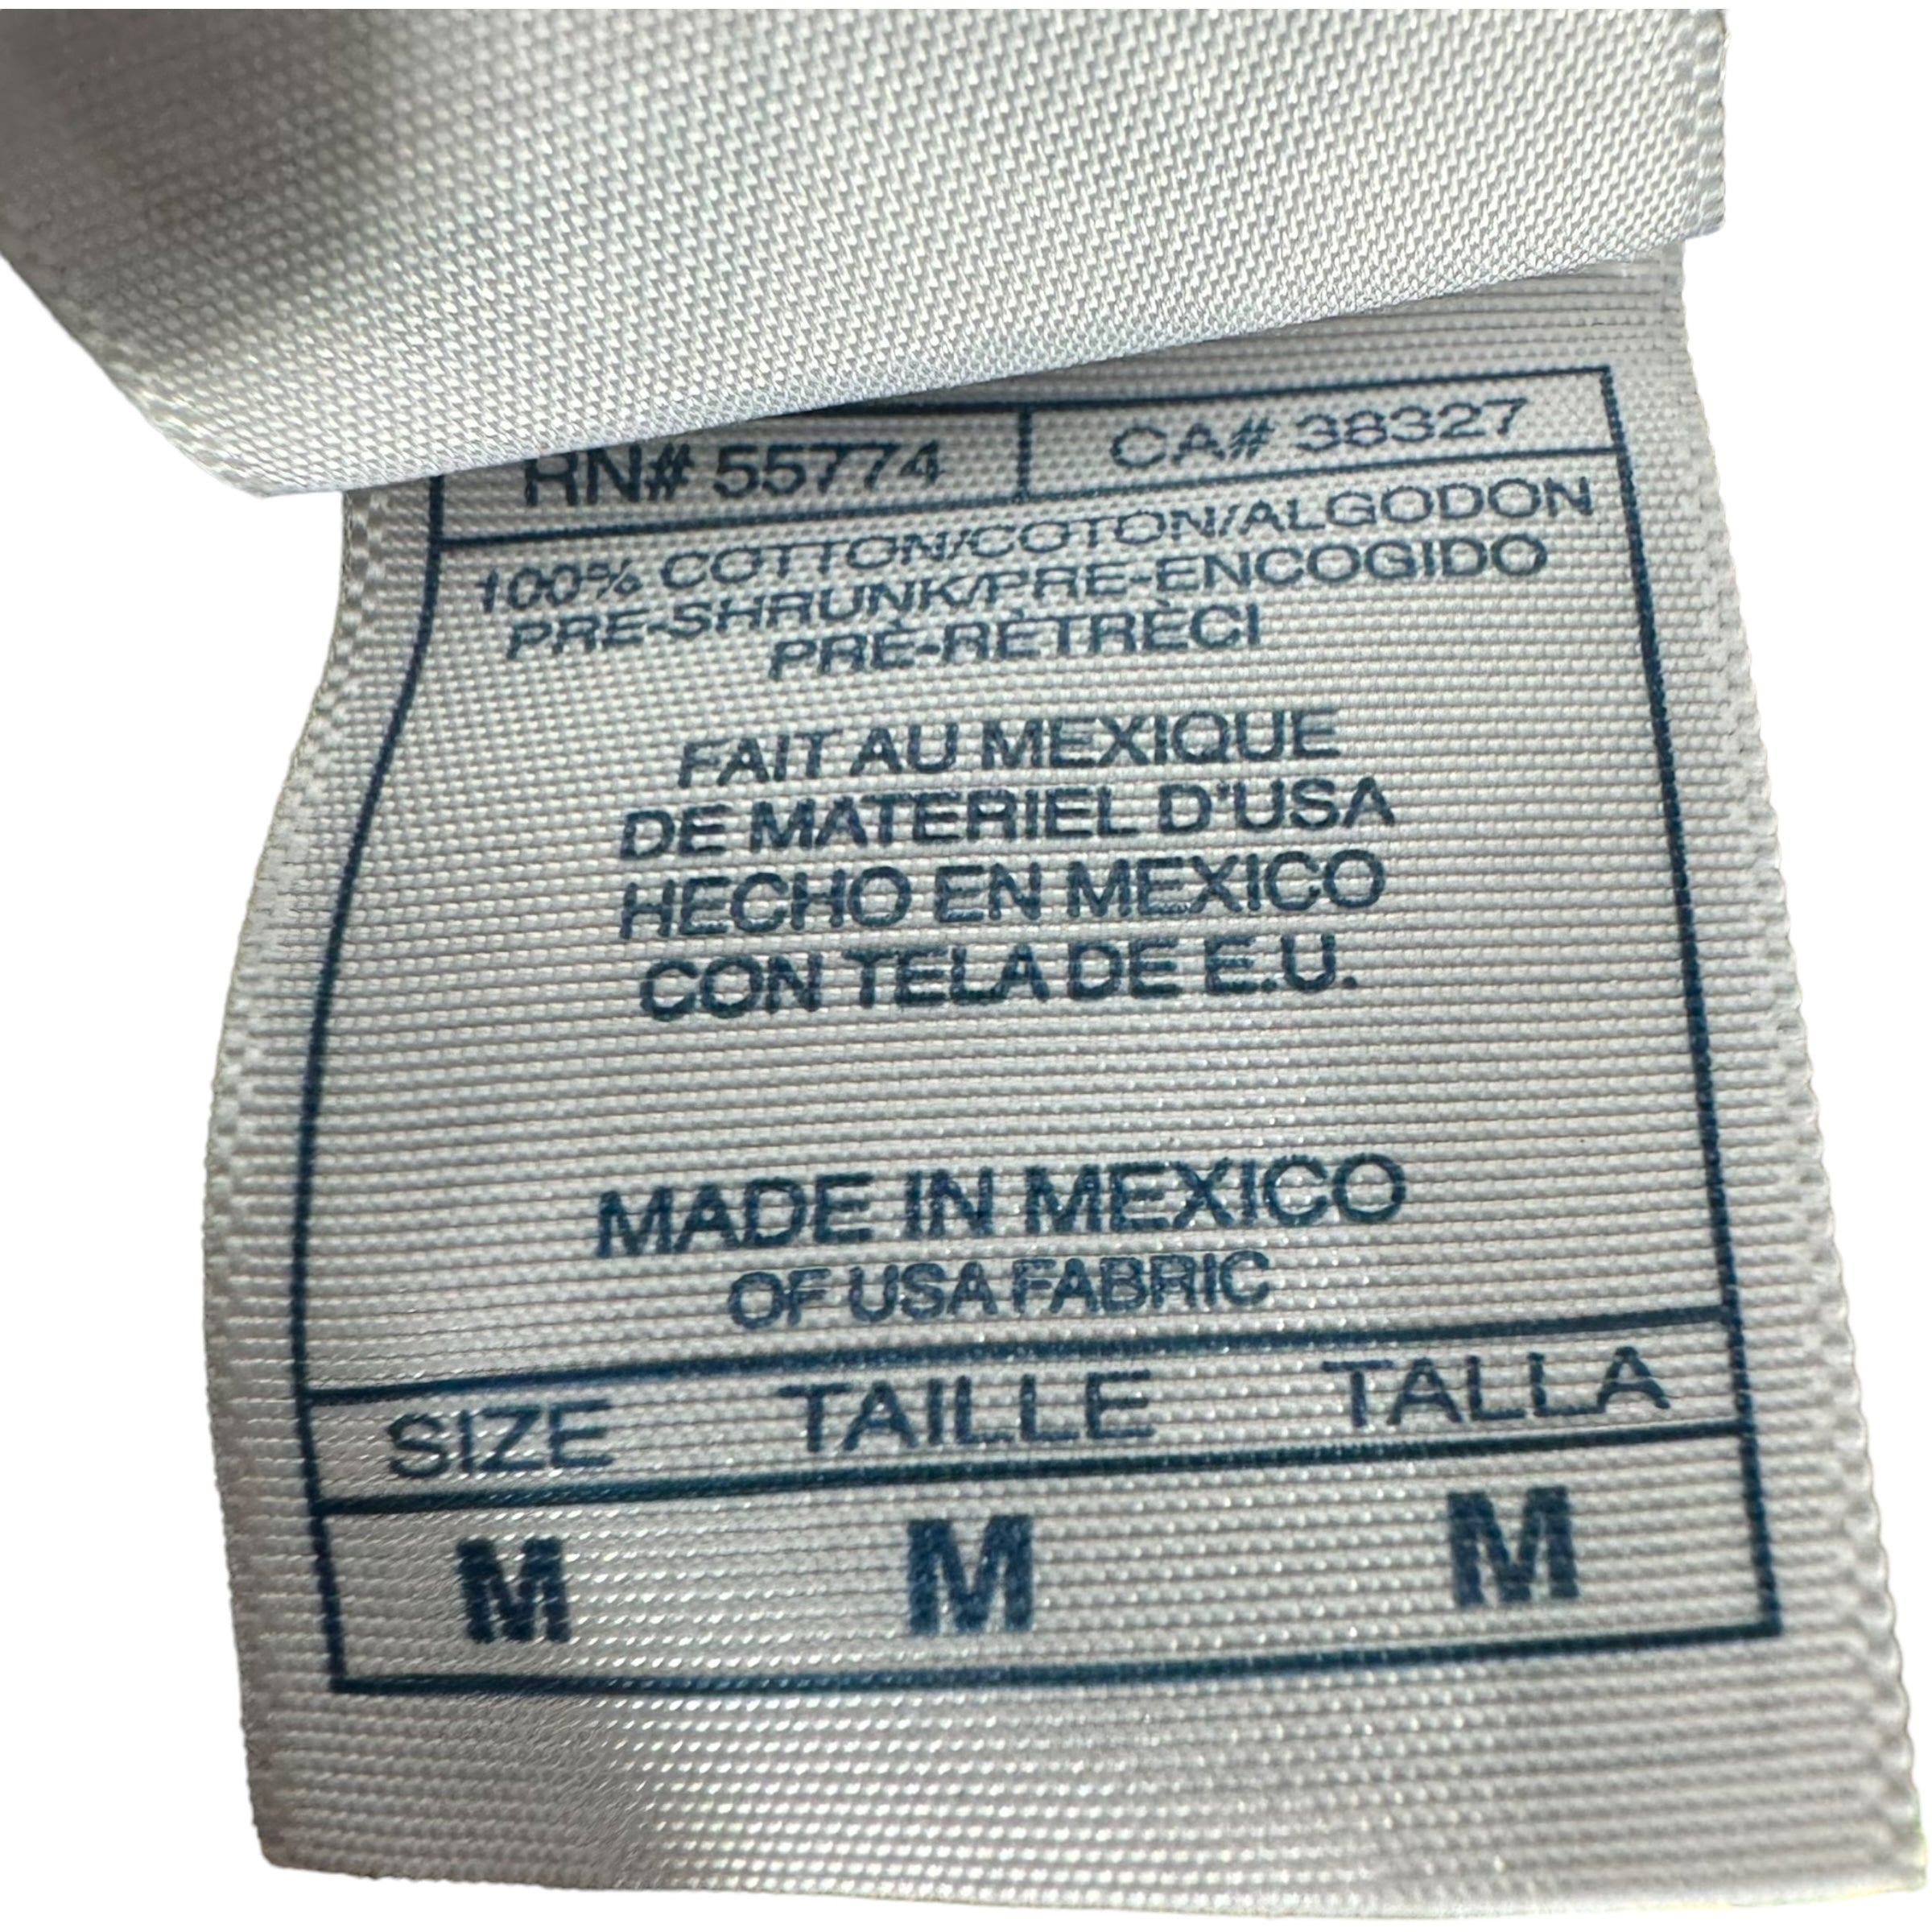 RN# 55774 CA# 38327
100% COTTON/COTON/ALGODON
PRE-SHRUNK/PRE-ENCOGIDO
PRÈ-RÈTRÈCI
FAIT AU MEXIQUE
DE MATERIEL D'USA
HECHO EN MEXICO
CON TELA DE E.U.
MADE IN MEXICO
OF USA FABRIC
SIZE TAILLE TALLA
M M M